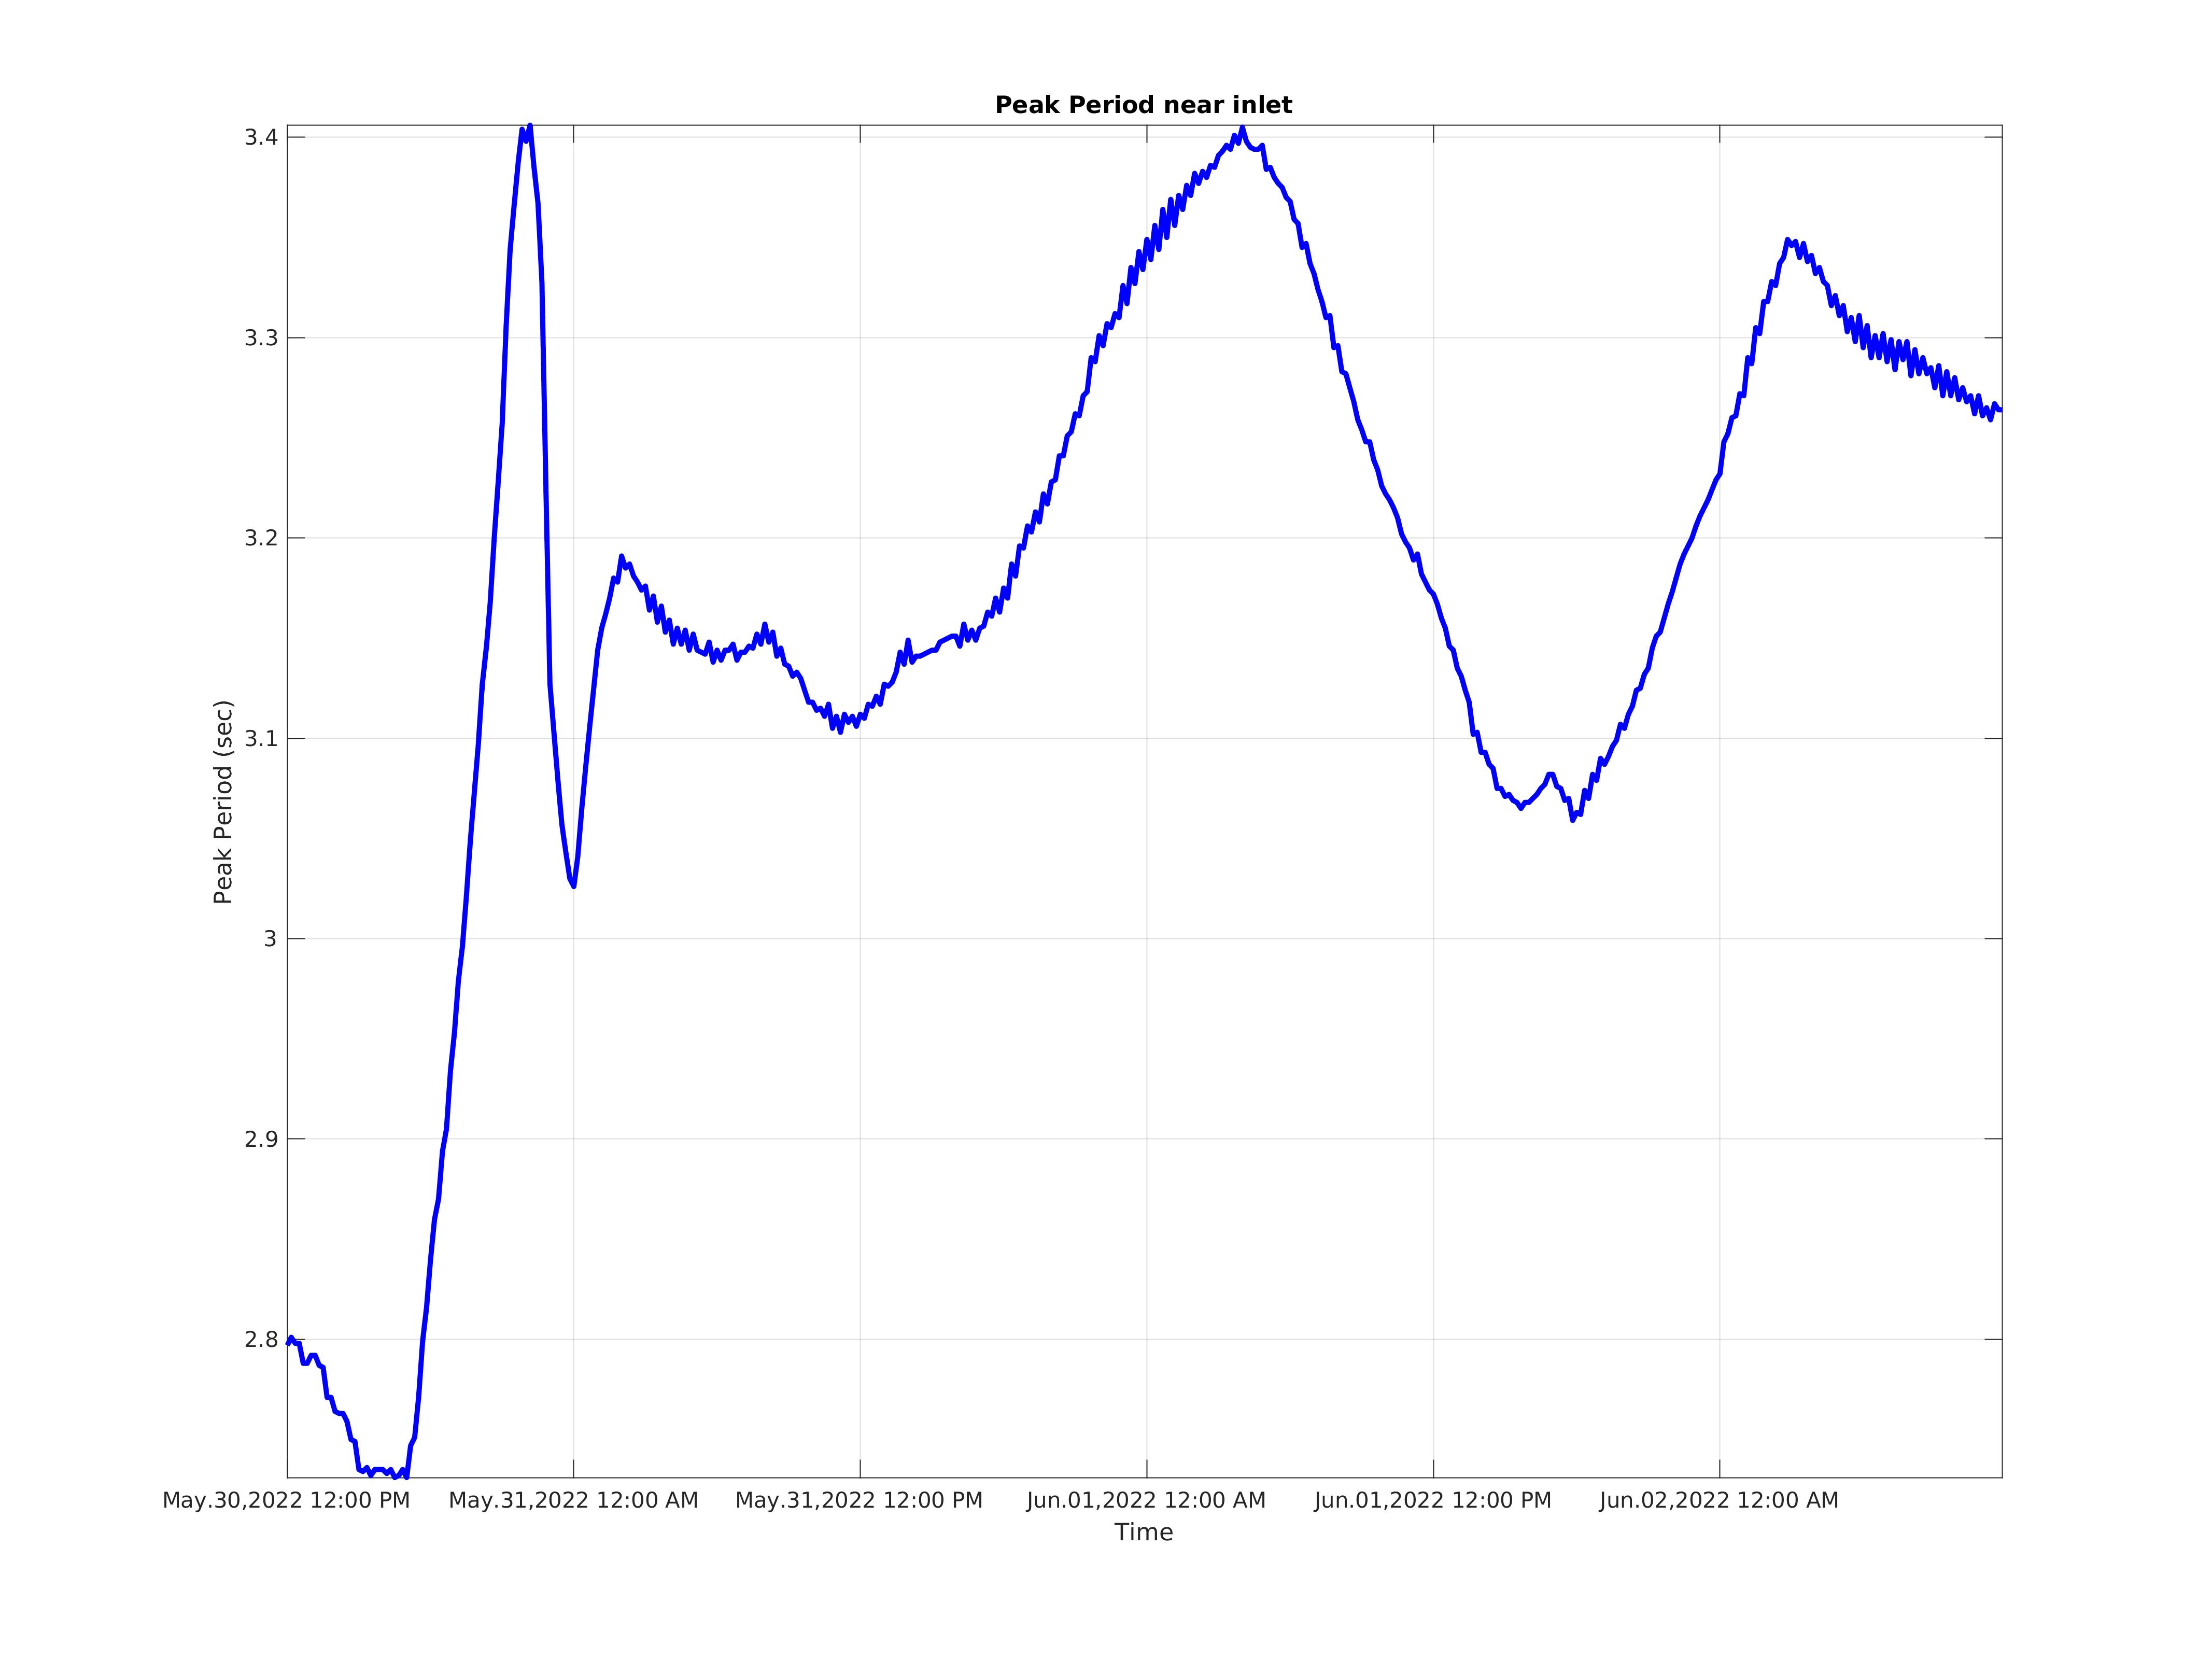 Peak Period near inlet
3.4
3.3
3.2
3.1
3
2.9
2.8
Peak Period (sec)
May.30,2022 12:00 PM
May.31,2022 12:00 AM
May.31,2022 12:00 PM
Jun.01,2022 12:00 AM
Jun.01,2022 12:00 PM
Jun.02,2022 12:00 AM
Time